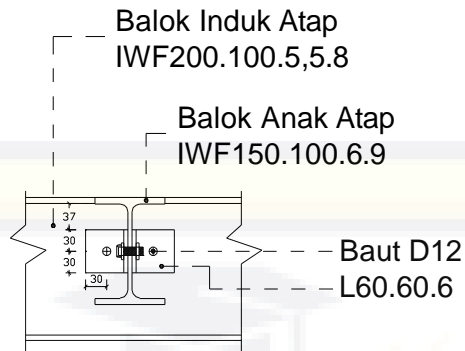 Balok Induk Atap
IWF200.100.5,5.8
Balok Anak Atap
IWF150.100.6.9
37
30
30
30
Baut D12
L60.60.6